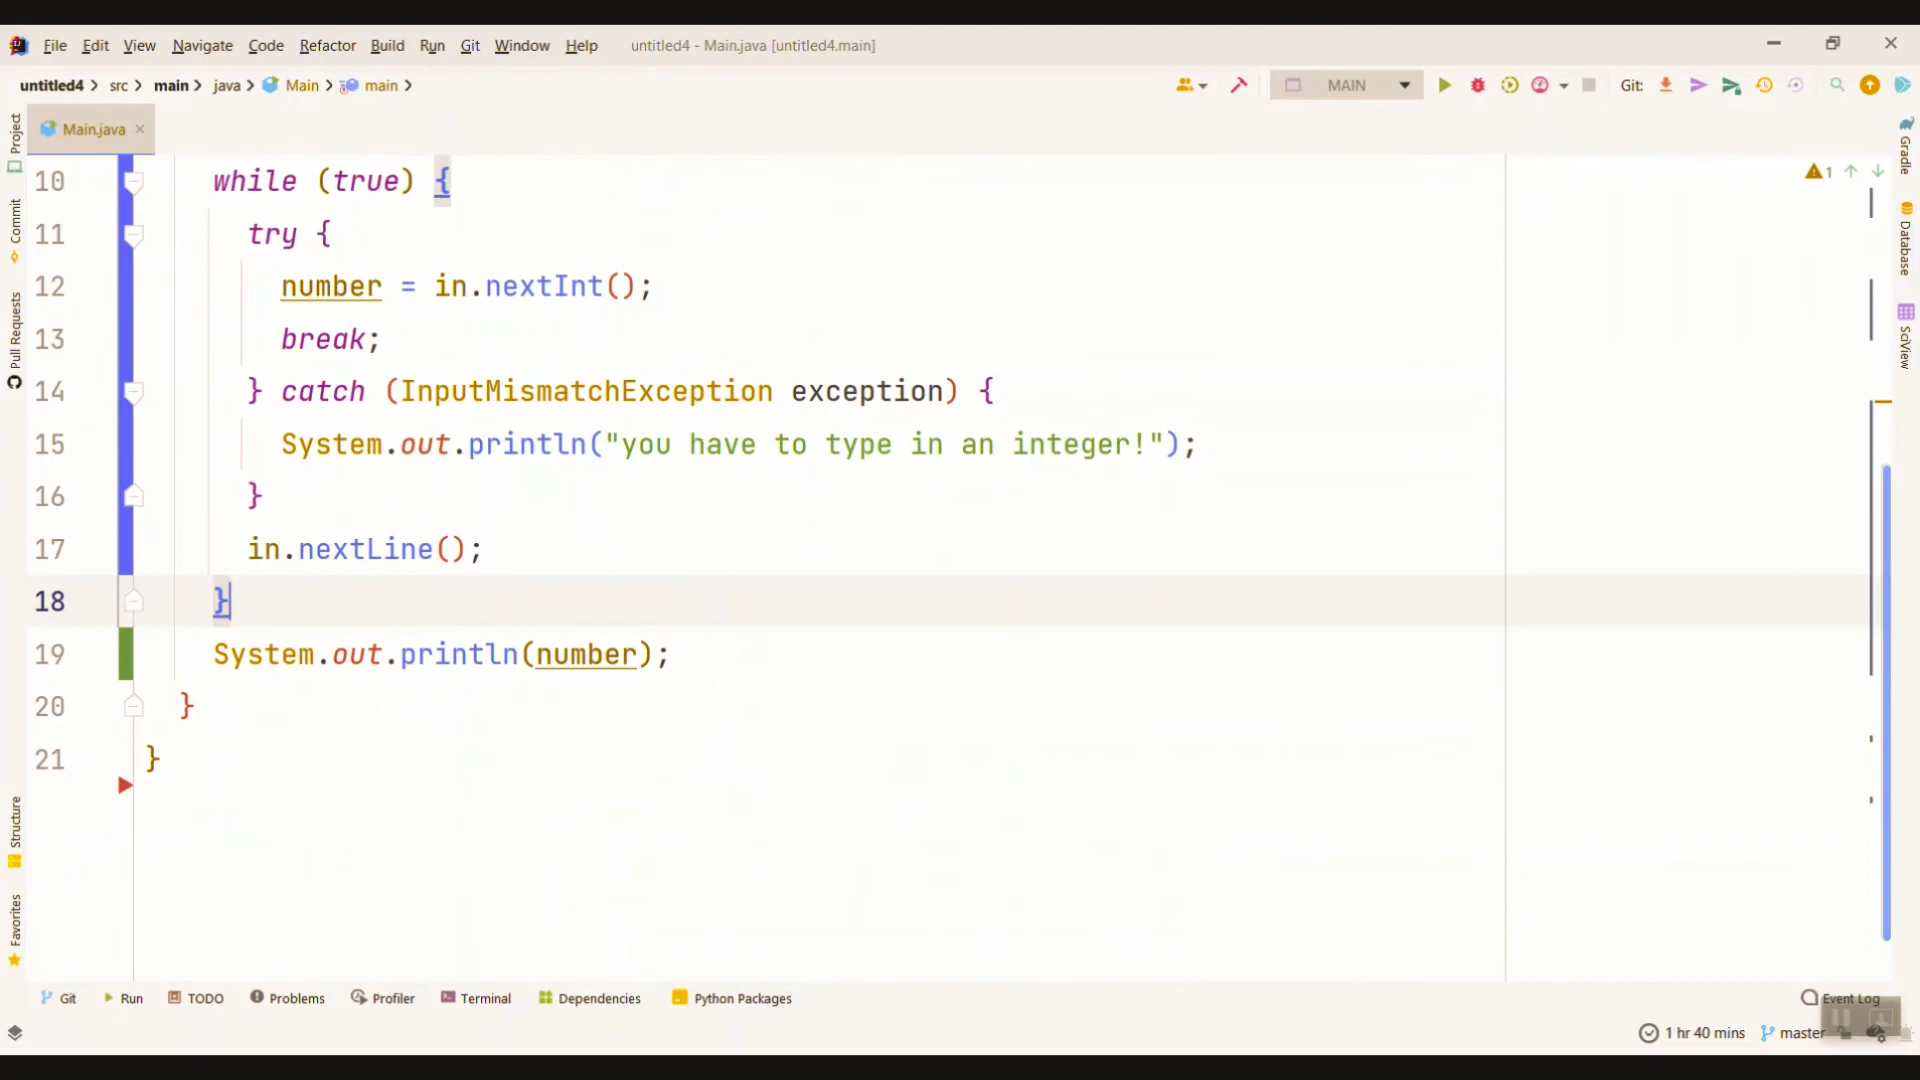 File Edit View Navigate Code Refactor Build Run Git Window Help untitled4 - Main.java [untitled4.main]
untitled4 > src > main > java > Main > main > MAIN Git:
Main.java
10 while (true) {
11 try {
12 number = in.nextInt();
13 break;
14 } catch (InputMismatchException exception) {
15 System.out.println("you have to type in an integer!");
16 }
17 in.nextLine();
18 }
19 System.out.println(number);
20 }
21 }
1
Project
Commit
Pull Requests
Structure
Favorites
Gradle
Database
SciView
Git Run TODO Problems Profiler Terminal Dependencies Python Packages Event Log
1 hr 40 mins master